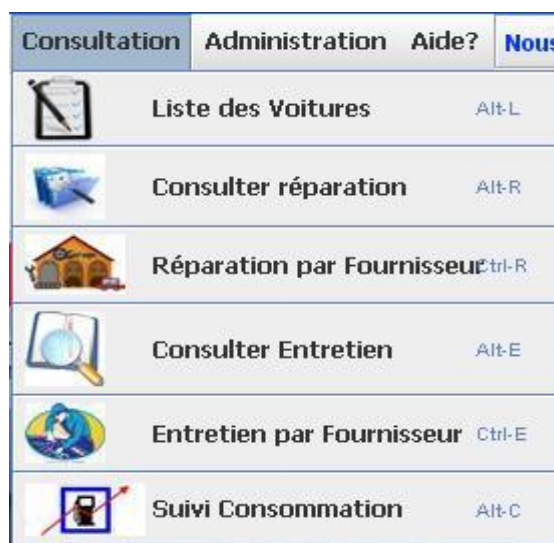 Consultation Administration Aide? Nous
Liste des Voitures Alt-L
Consulter réparation Alt-R
Réparation par Fournisseur Ctrl-R
Consulter Entretien Alt-E
Entretien par Fournisseur Ctrl-E
Suivi Consommation Alt-C